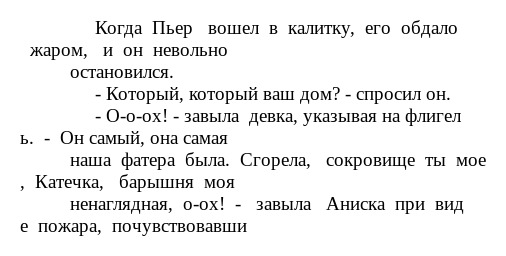 Когда Пьер вошел в калитку, его обдало
жаром, и он невольно
остановился.
- Который, который ваш дом? - спросил он.
- О-о-ох! - завыла девка, указывая на флигел
ь. - Он самый, она самая
наша фатера была. Сгорела, сокровище ты мое
, Катечка, барышня моя
ненаглядная, о-ох! - завыла Аниска при вид
е пожара, почувствовавши